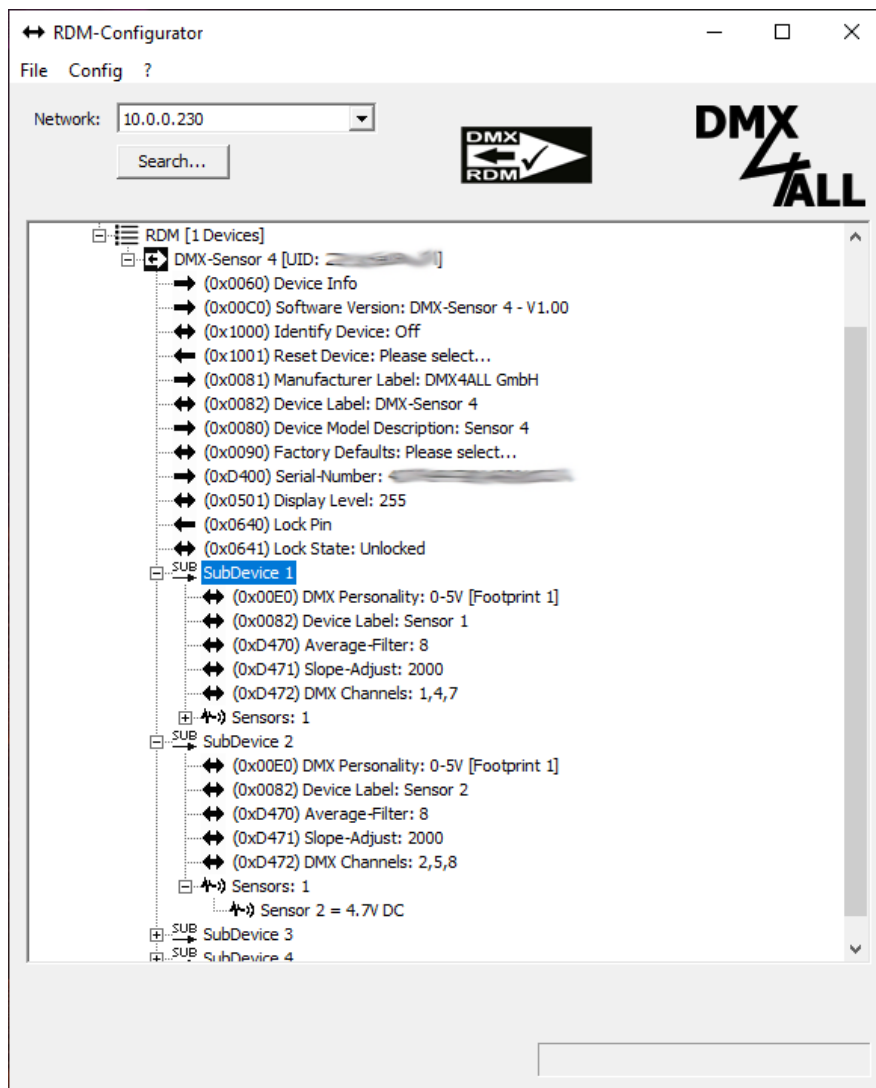 RDM-Configurator
File Config ?
Network: 10.0.0.230
Search...
DMX
RDM
DMX
4ALL
RDM [1 Devices]
DMX-Sensor 4 [UID: ]
(0x0060) Device Info
(0x00C0) Software Version: DMX-Sensor 4 - V1.00
(0x1000) Identify Device: Off
(0x1001) Reset Device: Please select...
(0x0081) Manufacturer Label: DMX4ALL GmbH
(0x0082) Device Label: DMX-Sensor 4
(0x0080) Device Model Description: Sensor 4
(0x0090) Factory Defaults: Please select...
(0xD400) Serial-Number:
(0x0501) Display Level: 255
(0x0640) Lock Pin
(0x0641) Lock State: Unlocked
SUB SubDevice 1
(0x00E0) DMX Personality: 0-5V [Footprint 1]
(0x0082) Device Label: Sensor 1
(0xD470) Average-Filter: 8
(0xD471) Slope-Adjust: 2000
(0xD472) DMX Channels: 1,4,7
Sensors: 1
SUB SubDevice 2
(0x00E0) DMX Personality: 0-5V [Footprint 1]
(0x0082) Device Label: Sensor 2
(0xD470) Average-Filter: 8
(0xD471) Slope-Adjust: 2000
(0xD472) DMX Channels: 2,5,8
Sensors: 1
Sensor 2 = 4.7V DC
SUB SubDevice 3
SUB SubDevice 4